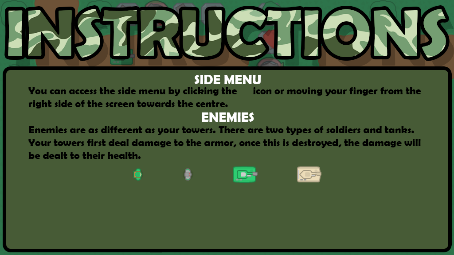 INSTRUCTIONS
SIDE MENU
You can access the side menu by clicking the icon or moving your finger from the
right side of the screen towards the centre.
ENEMIES
Enemies are as different as your towers. There are two types of soldiers and tanks.
Your towers first deal damage to the armor, once this is destroyed, the damage will
be dealt to their health.